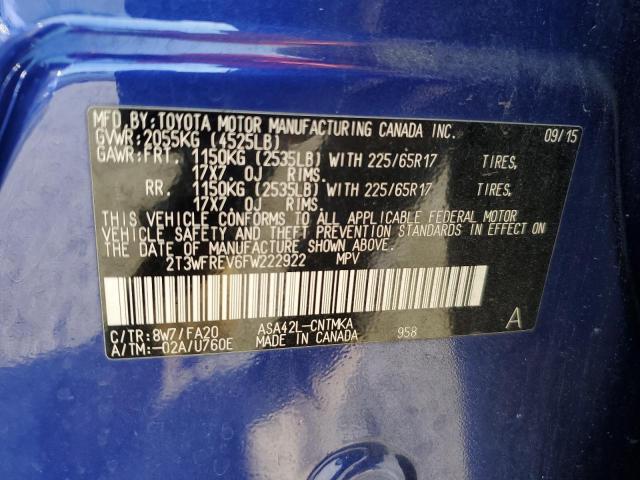 MFD.BY:TOYOTA MOTOR MANUFACTURING CANADA INC. 09/15
GVWR:2055KG (4525LB)
GAWR:FRT. 1150KG (2535LB) WITH 225/65R17 TIRES,
17X7.0J RIMS.
RR. 1150KG (2535LB) WITH 225/65R17 TIRES,
17X7.0J RIMS.
THIS VEHICLE CONFORMS TO ALL APPLICABLE FEDERAL MOTOR
VEHICLE SAFETY AND THEFT PREVENTION STANDARDS IN EFFECT ON
THE DATE OF MANUFACTURE SHOWN ABOVE.
2T3WFREV6FW222922 MPV
C/TR:8W7/FA20 ASA42L-CNTMKA 958 A
A/TM:-02A/U760E MADE IN CANADA